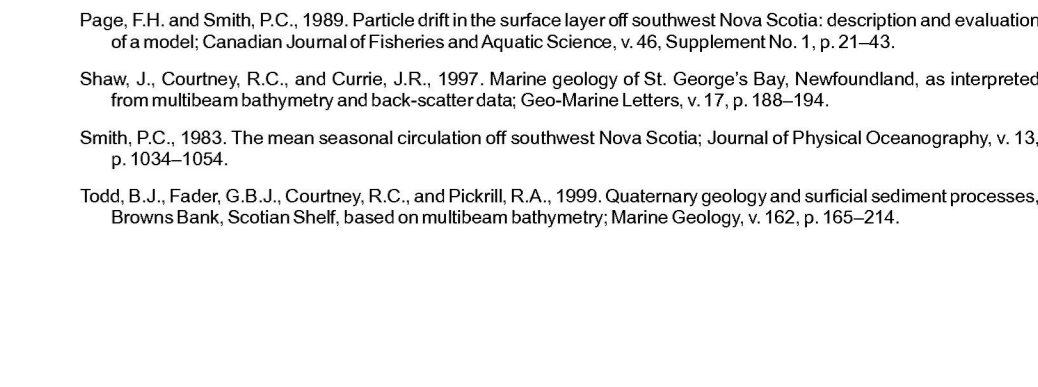 Page, F.H. and Smith, P.C., 1989. Particle drift in the surface layer off southwest Nova Scotia: description and evaluation
of a model; Canadian Journal of Fisheries and Aquatic Science, v. 46, Supplement No. 1, p. 21–43.
Shaw, J., Courtney, R.C., and Currie, J.R., 1997. Marine geology of St. George's Bay, Newfoundland, as interpreted
from multibeam bathymetry and back-scatter data; Geo-Marine Letters, v. 17, p. 188–194.
Smith, P.C., 1983. The mean seasonal circulation off southwest Nova Scotia; Journal of Physical Oceanography, v. 13,
p. 1034–1054.
Todd, B.J., Fader, G.B.J., Courtney, R.C., and Pickrill, R.A., 1999. Quaternary geology and surficial sediment processes,
Browns Bank, Scotian Shelf, based on multibeam bathymetry; Marine Geology, v. 162, p. 165–214.